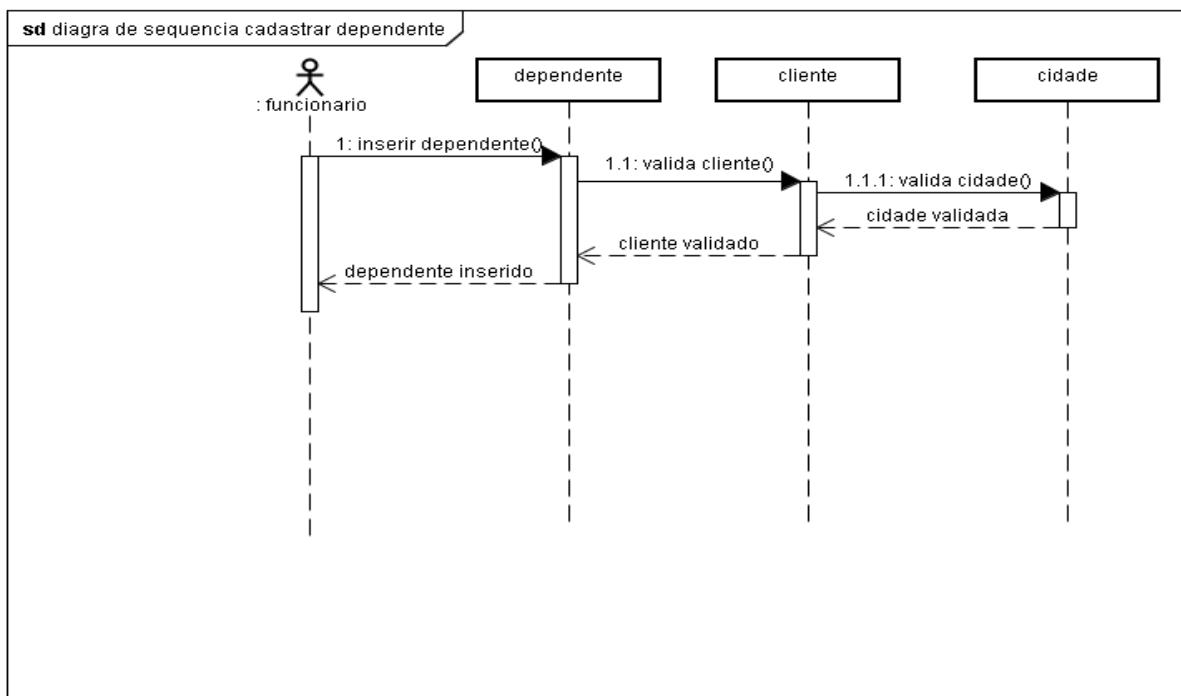 sd diagra de sequencia cadastrar dependente
: funcionario
dependente
cliente
cidade
1: inserir dependente()
1.1: valida cliente()
1.1.1: valida cidade()
cidade validada
cliente validado
dependente inserido